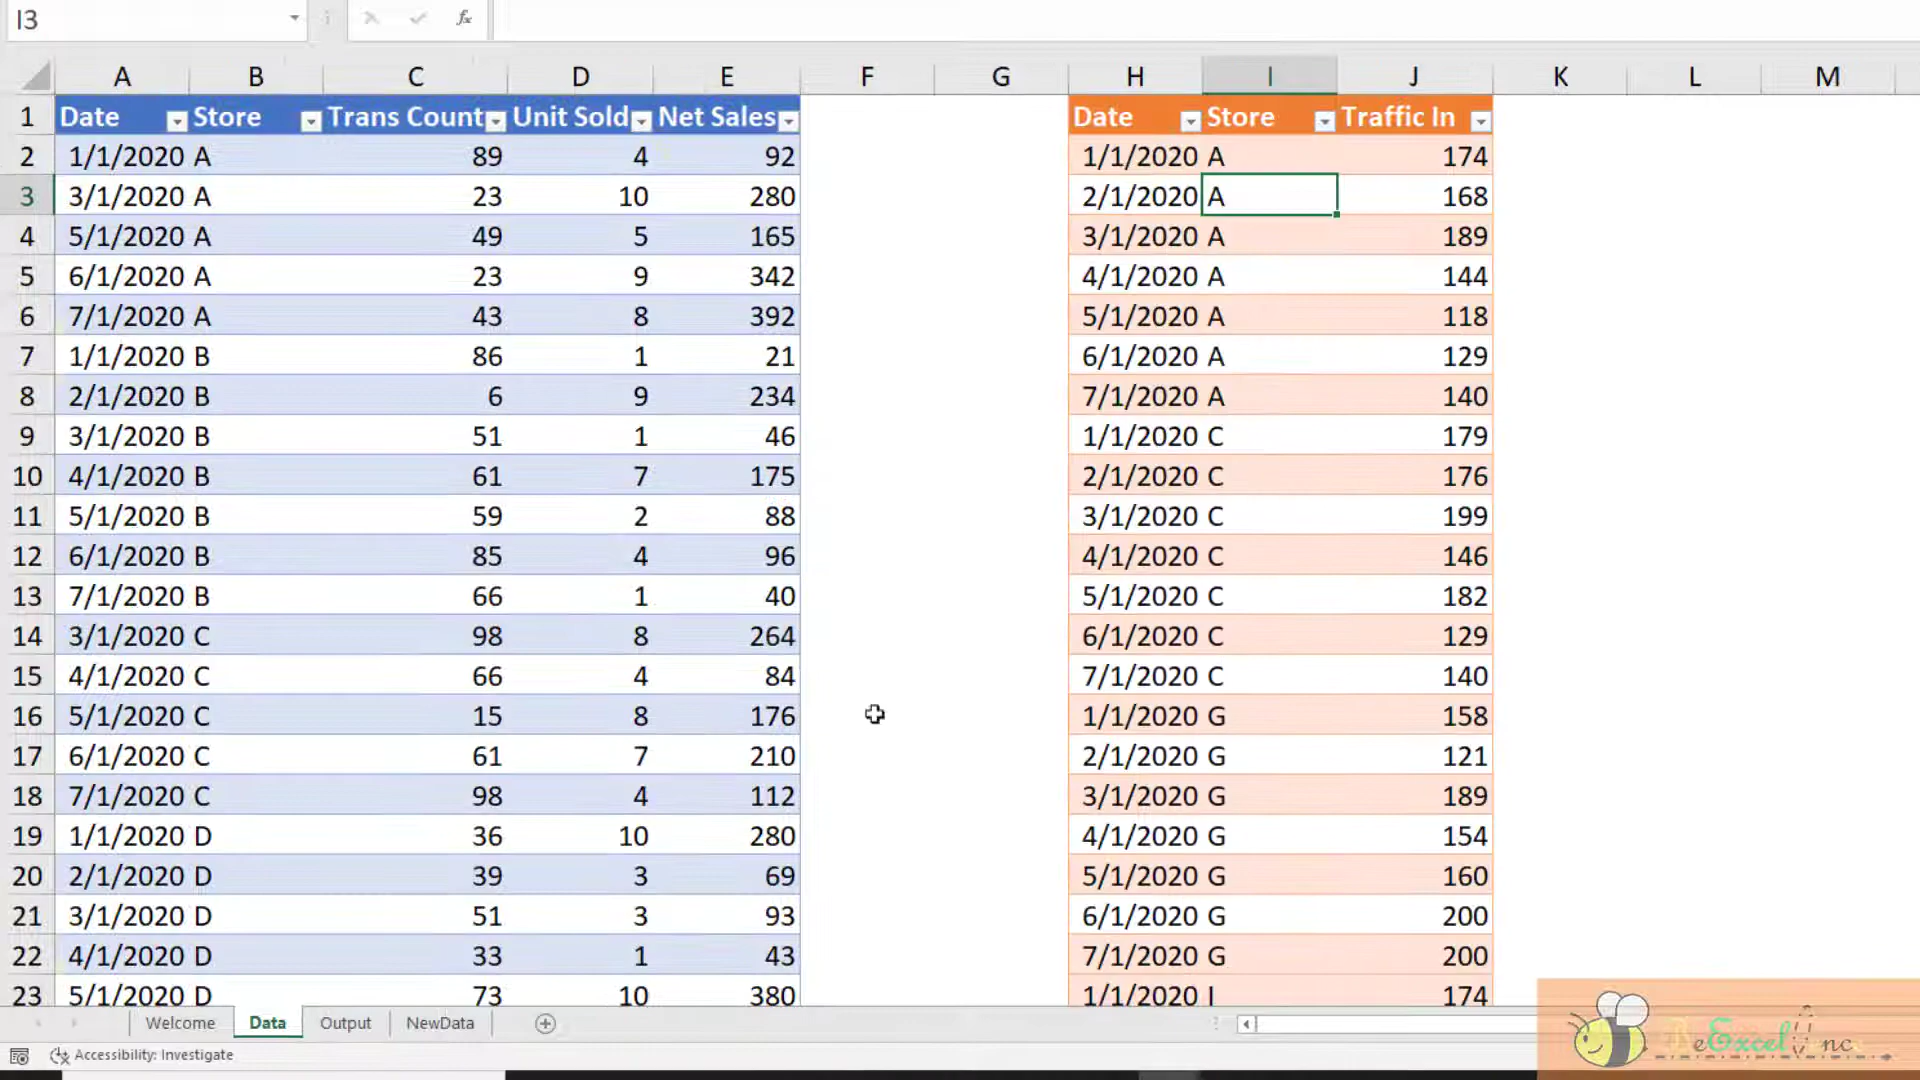 I3
fx
A B C D E F G H I J K L M
1 Date Store Trans Count Unit Sold Net Sales Date Store Traffic In
2 1/1/2020 A 89 4 92 1/1/2020 A 174
3 3/1/2020 A 23 10 280 2/1/2020 A 168
4 5/1/2020 A 49 5 165 3/1/2020 A 189
5 6/1/2020 A 23 9 342 4/1/2020 A 144
6 7/1/2020 A 43 8 392 5/1/2020 A 118
7 1/1/2020 B 86 1 21 6/1/2020 A 129
8 2/1/2020 B 6 9 234 7/1/2020 A 140
9 3/1/2020 B 51 1 46 1/1/2020 C 179
10 4/1/2020 B 61 7 175 2/1/2020 C 176
11 5/1/2020 B 59 2 88 3/1/2020 C 199
12 6/1/2020 B 85 4 96 4/1/2020 C 146
13 7/1/2020 B 66 1 40 5/1/2020 C 182
14 3/1/2020 C 98 8 264 6/1/2020 C 129
15 4/1/2020 C 66 4 84 7/1/2020 C 140
16 5/1/2020 C 15 8 176 1/1/2020 G 158
17 6/1/2020 C 61 7 210 2/1/2020 G 121
18 7/1/2020 C 98 4 112 3/1/2020 G 189
19 1/1/2020 D 36 10 280 4/1/2020 G 154
20 2/1/2020 D 39 3 69 5/1/2020 G 160
21 3/1/2020 D 51 3 93 6/1/2020 G 200
22 4/1/2020 D 33 1 43 7/1/2020 G 200
23 5/1/2020 D 73 10 380 1/1/2020 I 174
Welcome Data Output NewData
Accessibility: Investigate